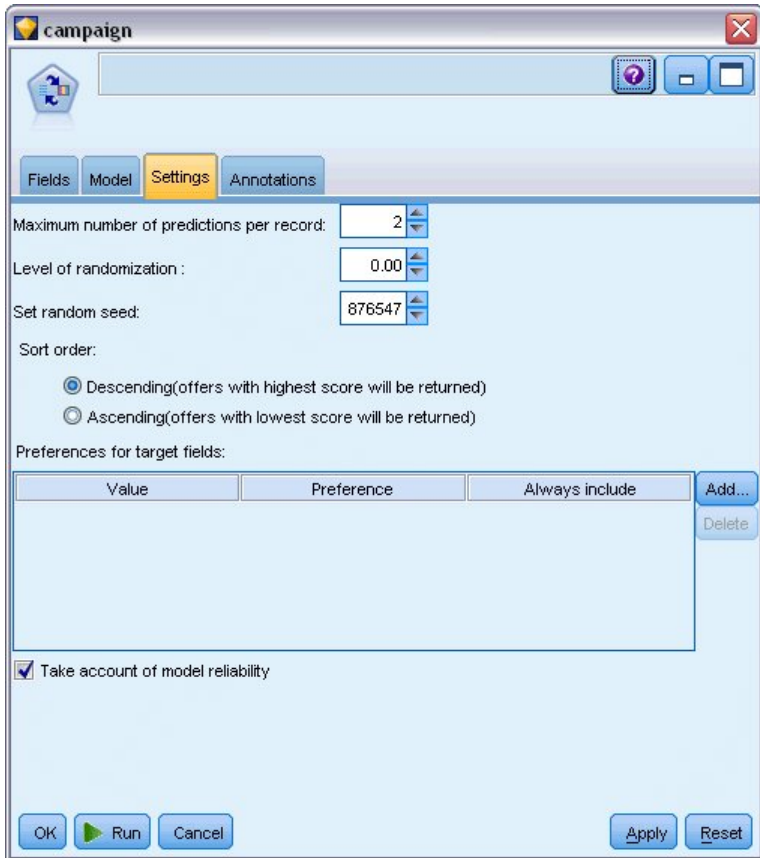 campaign
?
Fields Model Settings Annotations
Maximum number of predictions per record: 2
Level of randomization : 0.00
Set random seed: 876547
Sort order:
Descending(offers with highest score will be returned)
Ascending(offers with lowest score will be returned)
Preferences for target fields:
Value Preference Always include Add...
Delete
Take account of model reliability
OK Run Cancel Apply Reset